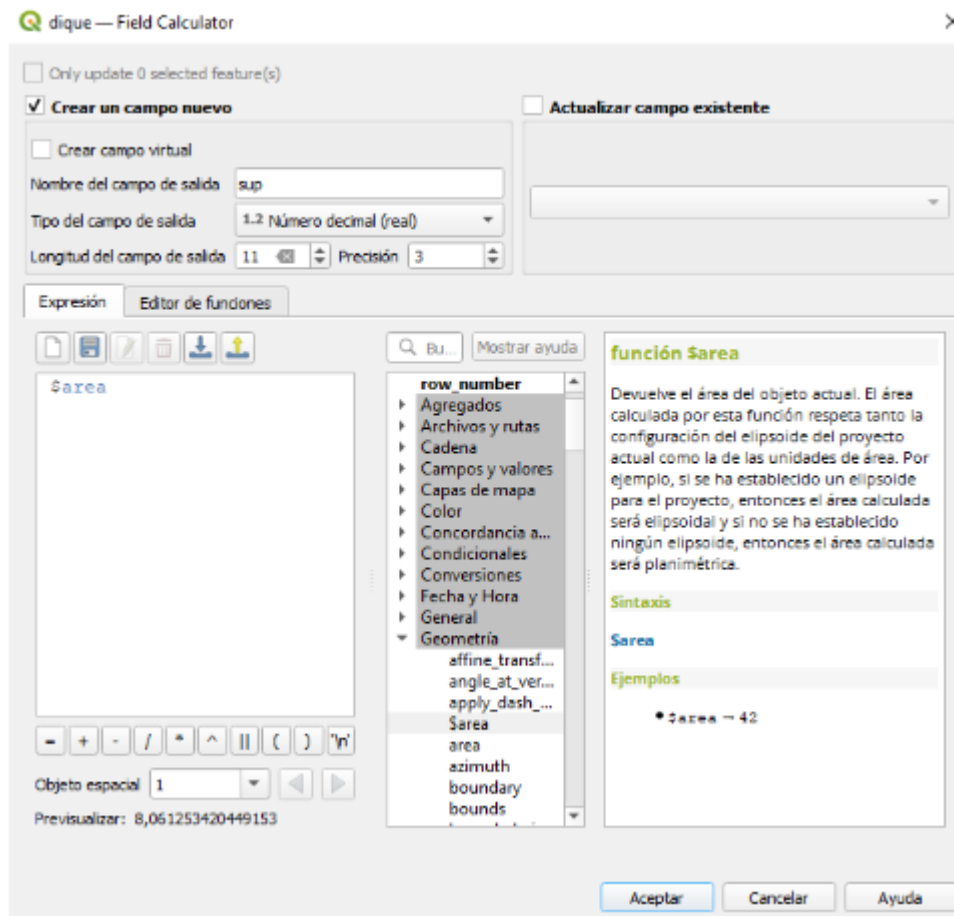 dique — Field Calculator
Only update 0 selected feature(s)
Crear un campo nuevo
Actualizar campo existente
Crear campo virtual
Nombre del campo de salida sup
Tipo del campo de salida 1.2 Número decimal (real)
Longitud del campo de salida 11 Precisión 3
Expresión Editor de funciones
$area
= + - / * ^ || ( ) '\n'
Objeto espacial 1
Previsualizar: 8,061253420449153
Bu... Mostrar ayuda
row_number
Agregados
Archivos y rutas
Cadena
Campos y valores
Capas de mapa
Color
Concordancia a...
Condicionales
Conversiones
Fecha y Hora
General
Geometría
affine_transf...
angle_at_ver...
apply_dash_...
$area
area
azimuth
boundary
bounds
función $area
Devuelve el área del objeto actual. El área
calculada por esta función respeta tanto la
configuración del elipsoide del proyecto
actual como la de las unidades de área. Por
ejemplo, si se ha establecido un elipsoide
para el proyecto, entonces el área calculada
será elipsoidal y si no se ha establecido
ningún elipsoide, entonces el área calculada
será planimétrica.
Sintaxis
$area
Ejemplos
• $area → 42
Aceptar Cancelar Ayuda